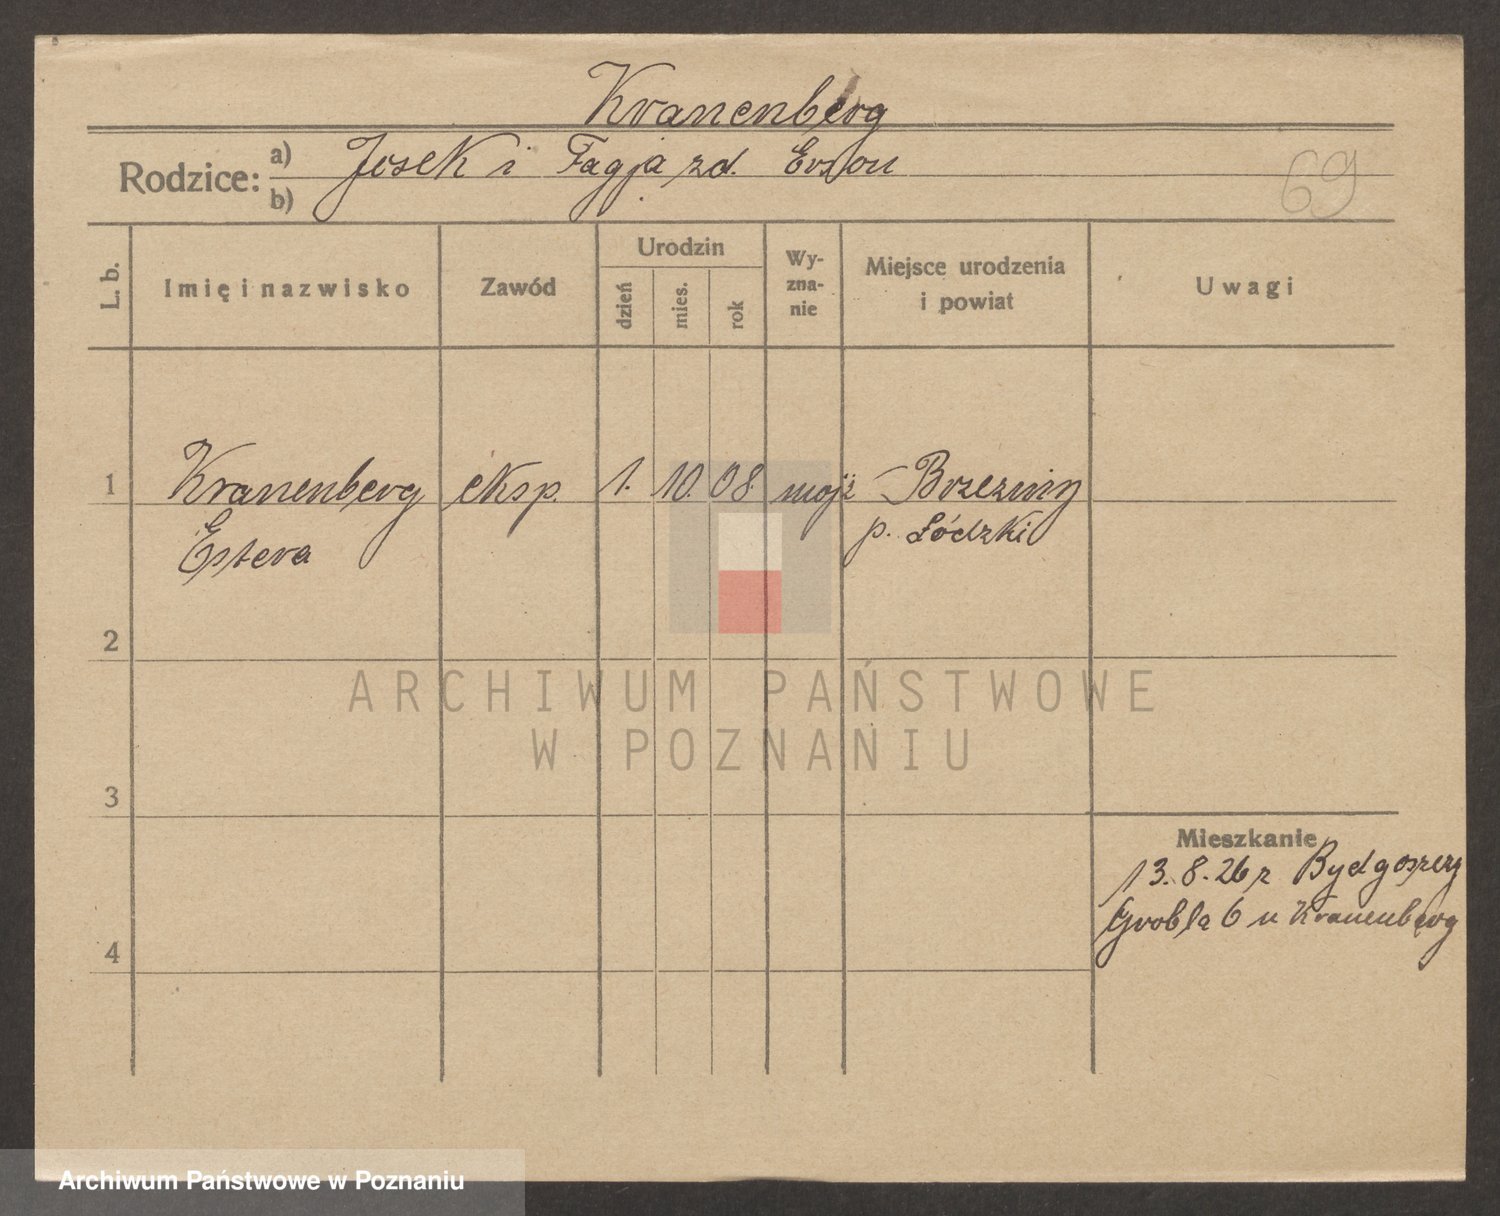 Kranenberg
Rodzice: a) Josek i Fagja zd. Erson
b)
69
L. b.
Imię i nazwisko
Zawód
Urodzin
dzień
mies.
rok
Wy-
zna-
nie
Miejsce urodzenia
i powiat
Uwagi
1 Kranenberg eksp. 1. 10. 08. mojż Brzeziny
Estera p. Łódzki
2
ARCHIWUM PAŃSTWOWE
W POZNANIU
3
Mieszkanie
13.8.26 z Bydgoszczy
Grobla 6 u Kranenberg
4
Archiwum Państwowe w Poznaniu